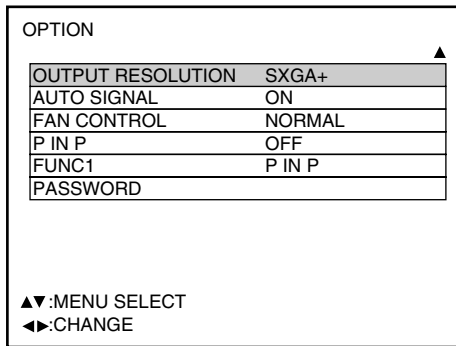 OPTION
▲
OUTPUT RESOLUTION SXGA+
AUTO SIGNAL ON
FAN CONTROL NORMAL
P IN P OFF
FUNC1 P IN P
PASSWORD
▲▼:MENU SELECT
◀▶:CHANGE